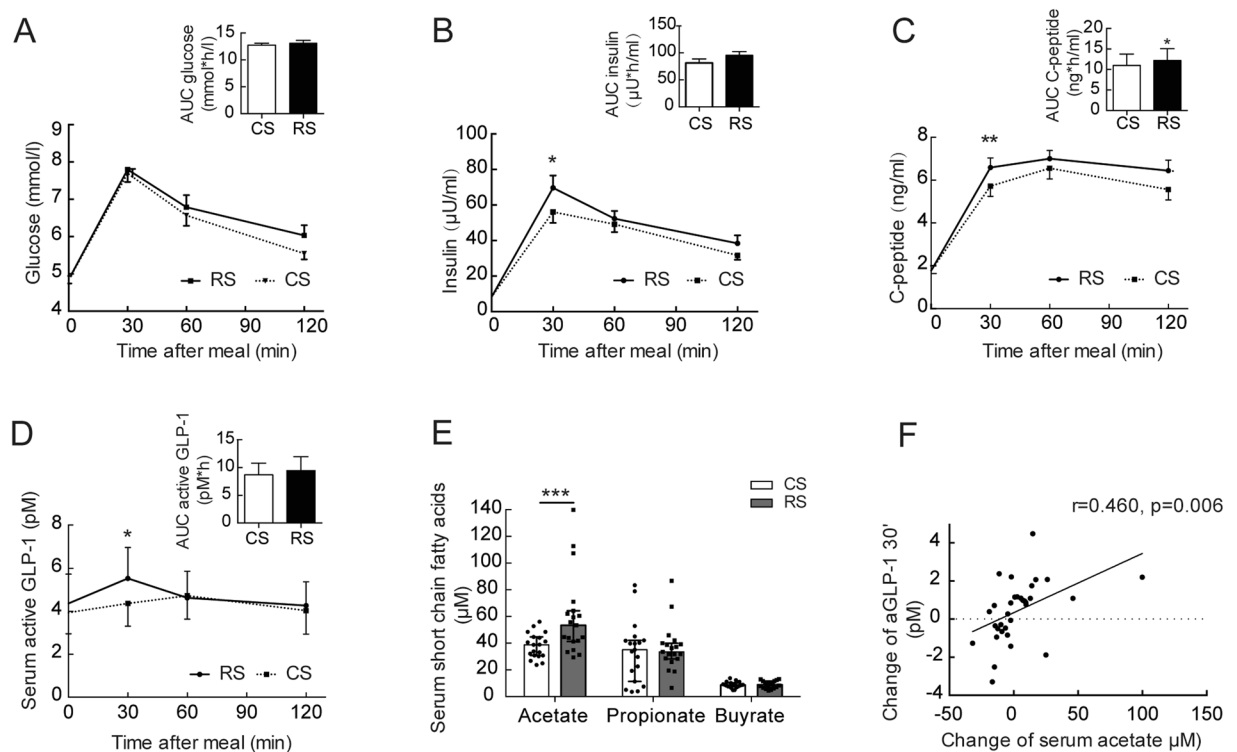 A
AUC glucose
(mmol*h/l)
15
10
5
0
CS RS
Glucose (mmol/l)
9
8
7
6
5
4
RS CS
0 30 60 90 120
Time after meal (min)
B
AUC insulin
(µU*h/ml)
150
100
50
0
CS RS
Insulin (µU/ml)
100
80
60
40
20
0
*
RS CS
0 30 60 90 120
Time after meal (min)
C
AUC C-peptide
(ng*h/ml)
20
15
10
5
0
*
CS RS
C-peptide (ng/ml)
8
6
4
2
0
**
RS CS
0 30 60 90 120
Time after meal (min)
D
AUC active GLP-1
(pM*h)
15
10
5
0
CS RS
Serum active GLP-1 (pM)
8
6
4
2
0
*
RS CS
0 30 60 90 120
Time after meal (min)
E
Serum short chain fatty acids
(µM)
140
120
100
80
60
40
20
0
***
CS
RS
Acetate Propionate Buyrate
F
r=0.460, p=0.006
Change of aGLP-1 30'
(pM)
4
2
0
-2
-4
-50 0 50 100 150
Change of serum acetate µM)